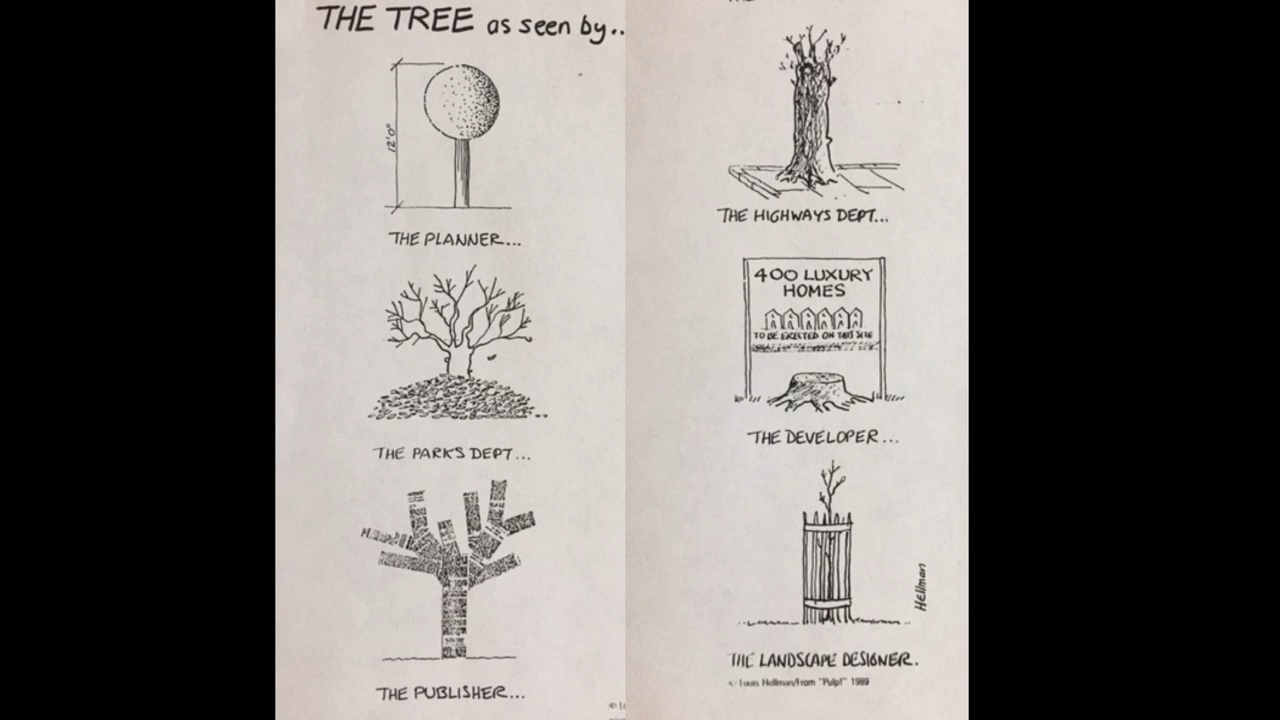 THE TREE as seen by..
12'0"
THE PLANNER...
THE PARKS DEPT...
THE PUBLISHER...
THE HIGHWAYS DEPT...
400 LUXURY
HOMES
TO BE ERECTED ON THIS SITE
THE DEVELOPER...
Hellman
THE LANDSCAPE DESIGNER.
© Louis Hellman/From "Pulp!" 1989